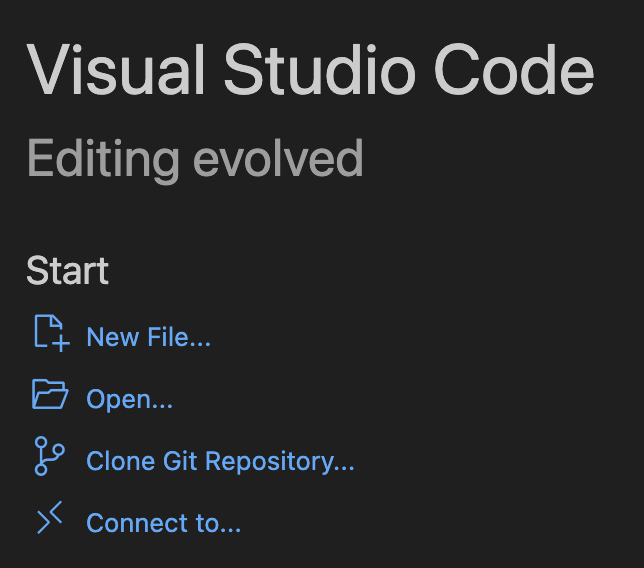 Visual Studio Code
Editing evolved
Start
New File...
Open...
Clone Git Repository...
Connect to...